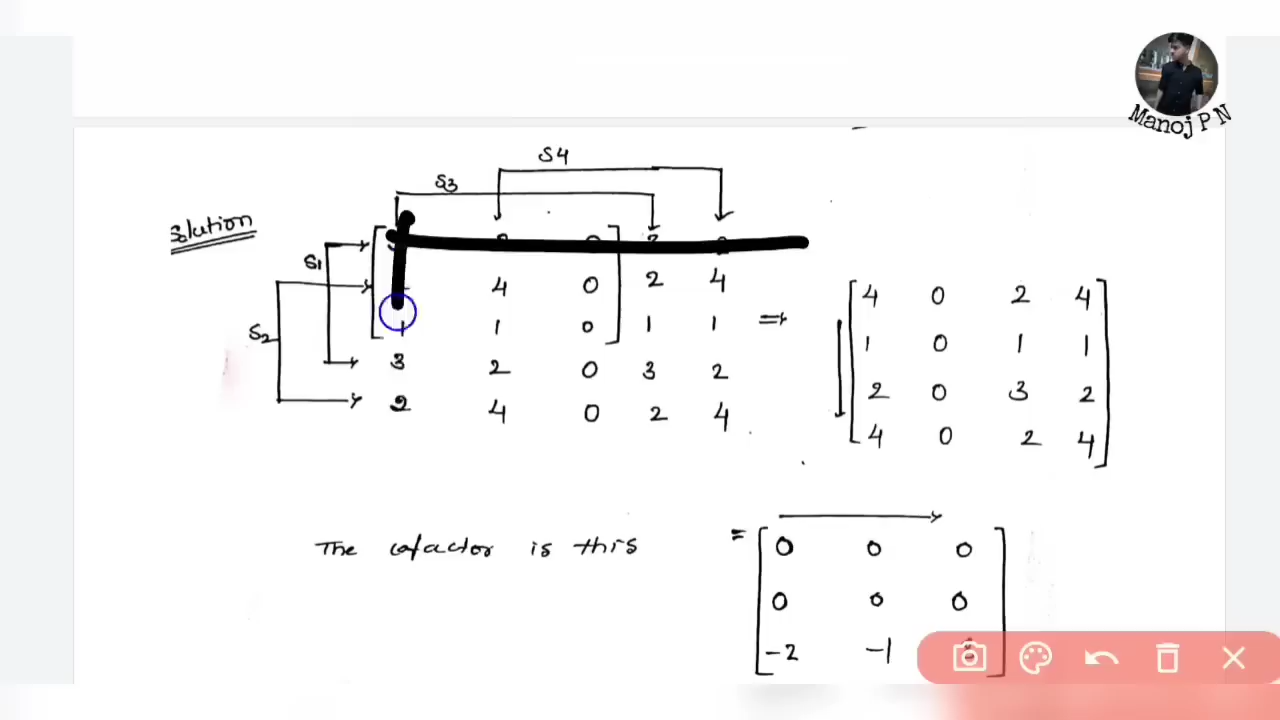 Manoj P N
S4
S3
Slution
S1
4 0 2 4
S2
1 1 0 1 1 ⇒
3 2 0 3 2
2 4 0 2 4
4 0 2 4
1 0 1 1
2 0 3 2
4 0 2 4
The cofactor is this =
0 0 0
0 0 0
-2 -1